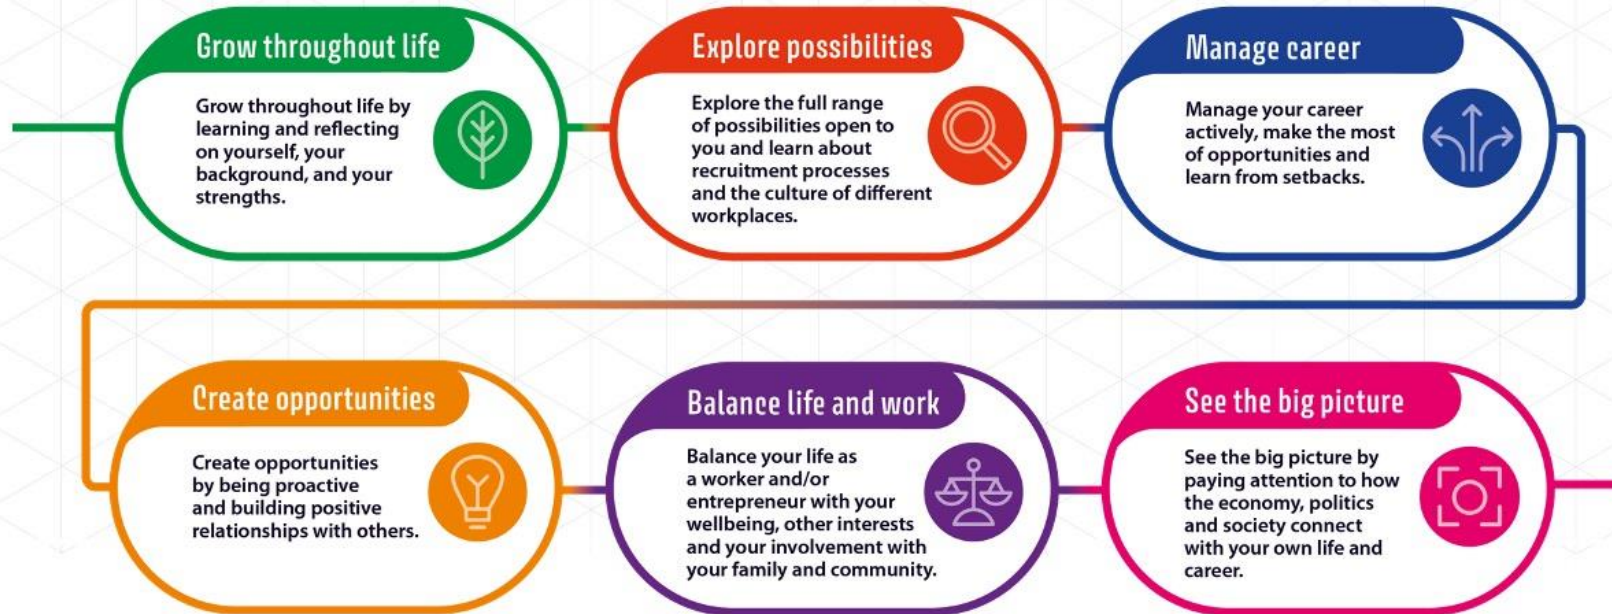 Grow throughout life
Grow throughout life by
learning and reflecting
on yourself, your
background, and your
strengths.
Explore possibilities
Explore the full range
of possibilities open to
you and learn about
recruitment processes
and the culture of different
workplaces.
Manage career
Manage your career
actively, make the most
of opportunities and
learn from setbacks.
Create opportunities
Create opportunities
by being proactive
and building positive
relationships with others.
Balance life and work
Balance your life as
a worker and/or
entrepreneur with your
wellbeing, other interests
and your involvement with
your family and community.
See the big picture
See the big picture by
paying attention to how
the economy, politics
and society connect
with your own life and
career.